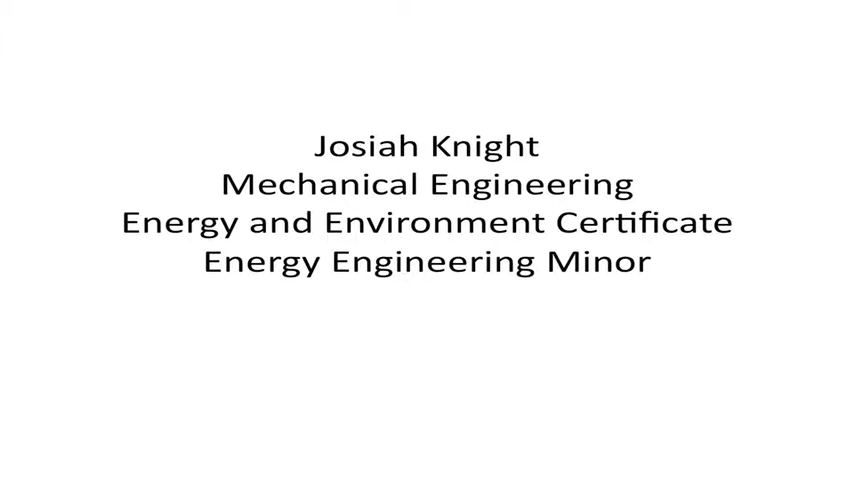 Josiah Knight
Mechanical Engineering
Energy and Environment Certificate
Energy Engineering Minor